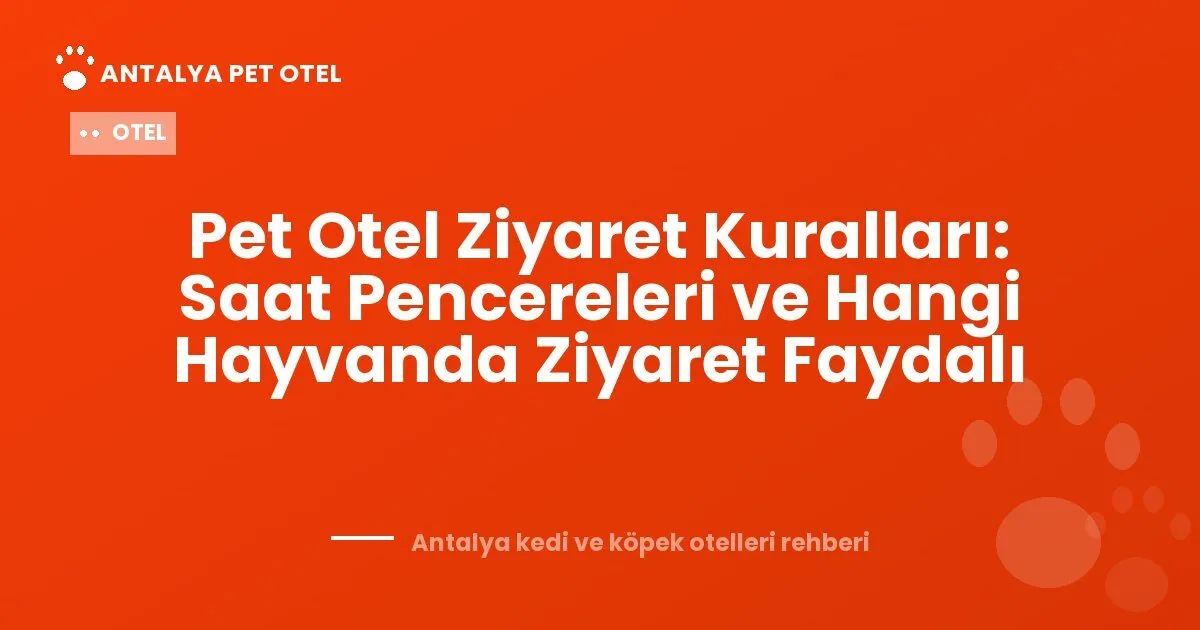 ANTALYA PET OTEL
OTEL
Pet Otel Ziyaret Kuralları:
Saat Pencereleri ve Hangi
Hayvanda Ziyaret Faydalı
Antalya kedi ve köpek otelleri rehberi